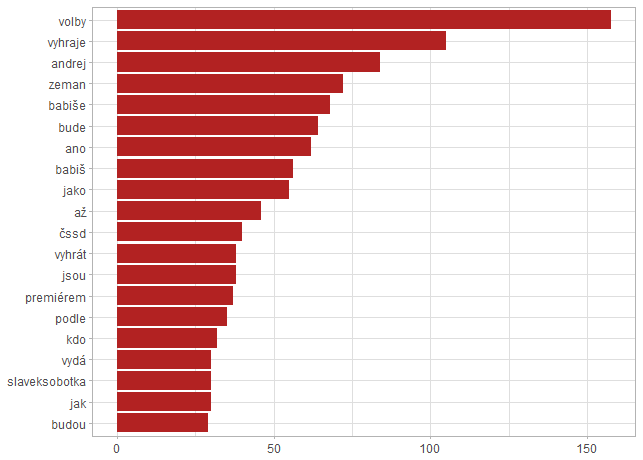 volby
vyhraje
andrej
zeman
babiše
bude
ano
babiš
jako
až
čssd
vyhrát
jsou
premiérem
podle
kdo
vydá
slaveksobotka
jak
budou
0 50 100 150